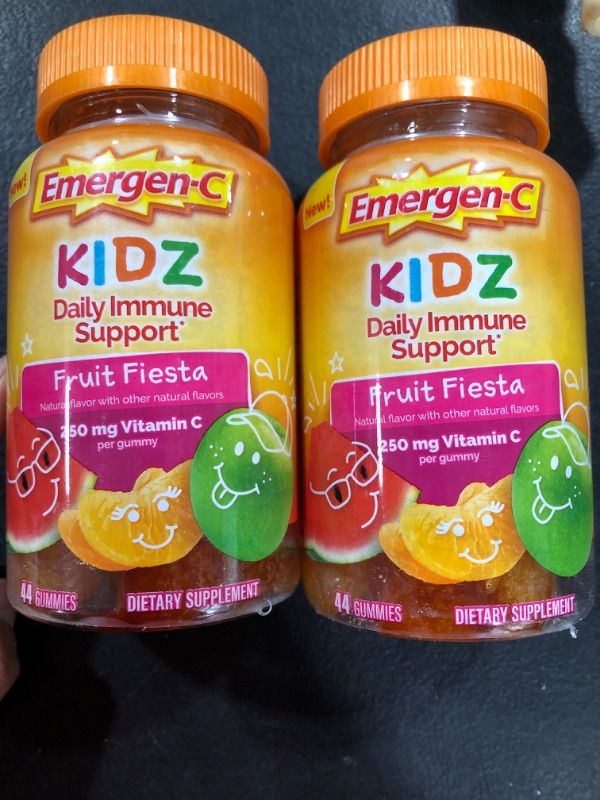 New!
Emergen-C
KIDZ
Daily Immune
Support*
Fruit Fiesta
Natural flavor with other natural flavors
250 mg Vitamin C
per gummy
44 GUMMIES
DIETARY SUPPLEMENT
New!
Emergen-C
KIDZ
Daily Immune
Support*
Fruit Fiesta
Natural flavor with other natural flavors
250 mg Vitamin C
per gummy
44 GUMMIES
DIETARY SUPPLEMENT